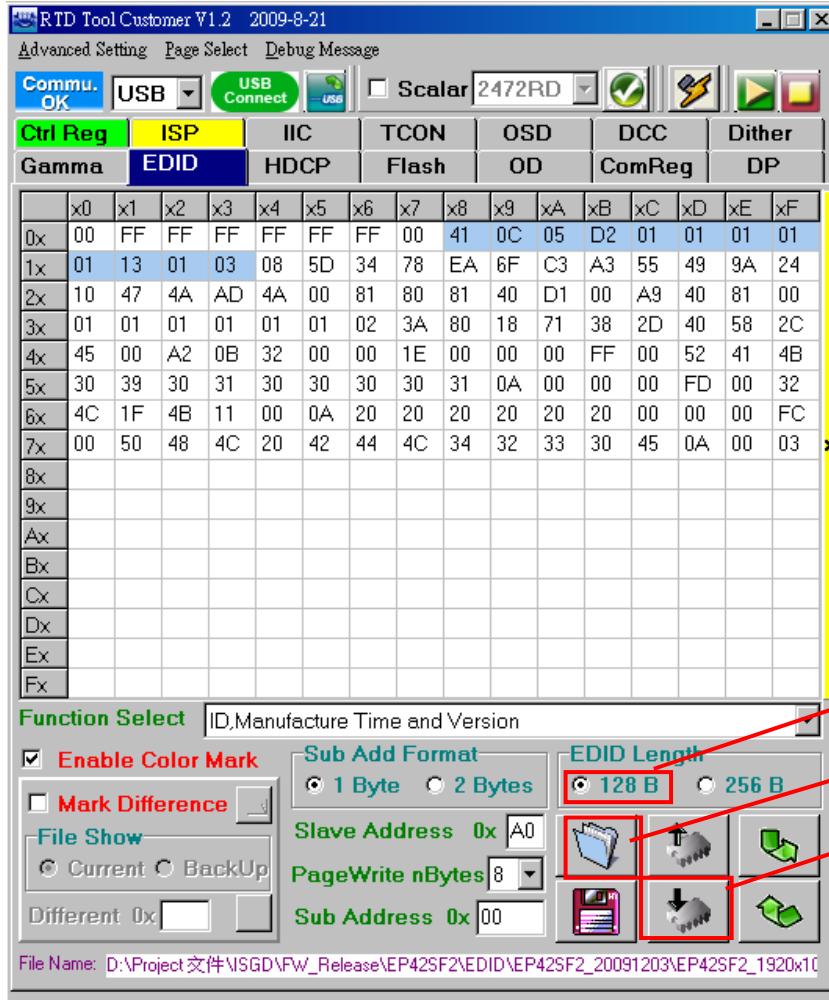 RTD Tool Customer V1.2 2009-8-21
Advanced Setting Page Select Debug Message
Commu. OK USB USB Connect USB Scalar 2472RD
Ctrl Reg ISP IIC TCON OSD DCC Dither
Gamma EDID HDCP Flash OD ComReg DP
x0 x1 x2 x3 x4 x5 x6 x7 x8 x9 xA xB xC xD xE xF
0x 00 FF FF FF FF FF FF 00 41 0C 05 D2 01 01 01 01
1x 01 13 01 03 08 5D 34 78 EA 6F C3 A3 55 49 9A 24
2x 10 47 4A AD 4A 00 81 80 81 40 D1 00 A9 40 81 00
3x 01 01 01 01 01 01 02 3A 80 18 71 38 2D 40 58 2C
4x 45 00 A2 0B 32 00 00 1E 00 00 00 FF 00 52 41 4B
5x 30 39 30 31 30 30 30 30 31 0A 00 00 00 FD 00 32
6x 4C 1F 4B 11 00 0A 20 20 20 20 20 20 00 00 00 FC
7x 00 50 48 4C 20 42 44 4C 34 32 33 30 45 0A 00 03
8x
9x
Ax
Bx
Cx
Dx
Ex
Fx
Function Select ID,Manufacture Time and Version
Enable Color Mark Sub Add Format EDID Length
1 Byte 2 Bytes 128 B 256 B
Mark Difference
File Show
Current BackUp
Different 0x
Slave Address 0x A0
PageWrite nBytes 8
Sub Address 0x 00
File Name: D:\Project 文件\ISGD\FW_Release\EP42SF2\EDID\EP42SF2_20091203\EP42SF2_1920x10